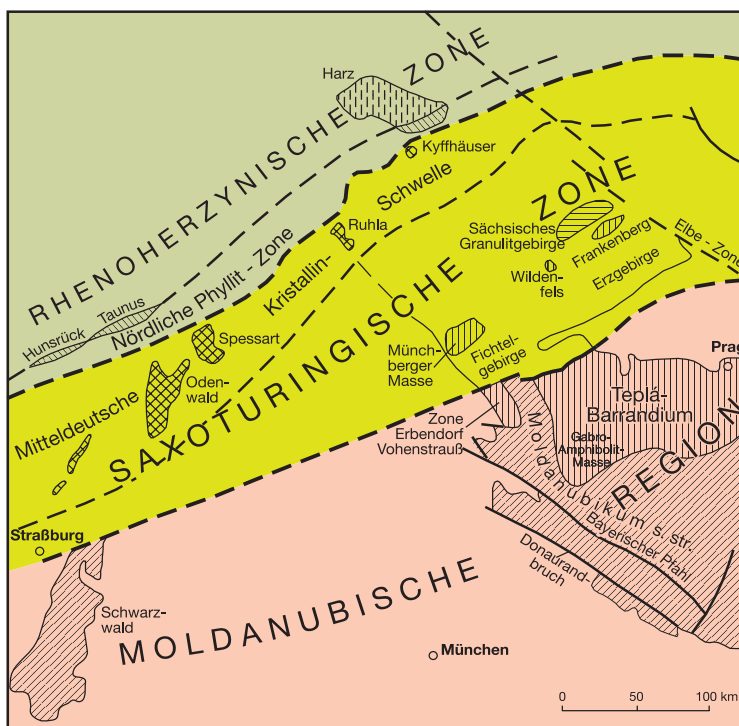 Harz
RHENOHERZYNISCHE ZONE
Kyffhäuser
Schwelle
Ruhla
Kristallin-
Nördliche Phyllit - Zone
Taunus
Hunsrück
Spessart
Oden-
wald
Mitteldeutsche
SAXOTURINGISCHE ZONE
Sächsisches
Granulitgebirge
Frankenberg
Elbe - Zone
Wilden-
fels
Erzgebirge
Münch-
berger
Masse
Fichtel-
gebirge
Prag
Teplá-
Barrandium
Gabro-
Amphibolit-
Masse
Zone
Erbendorf
Vohenstrauß
Moldanubikum s. str.
Bayerischer Pfahl
Donaurand-
bruch
Straßburg
Schwarz-
wald
MOLDANUBISCHE REGION
München
0 50 100 km